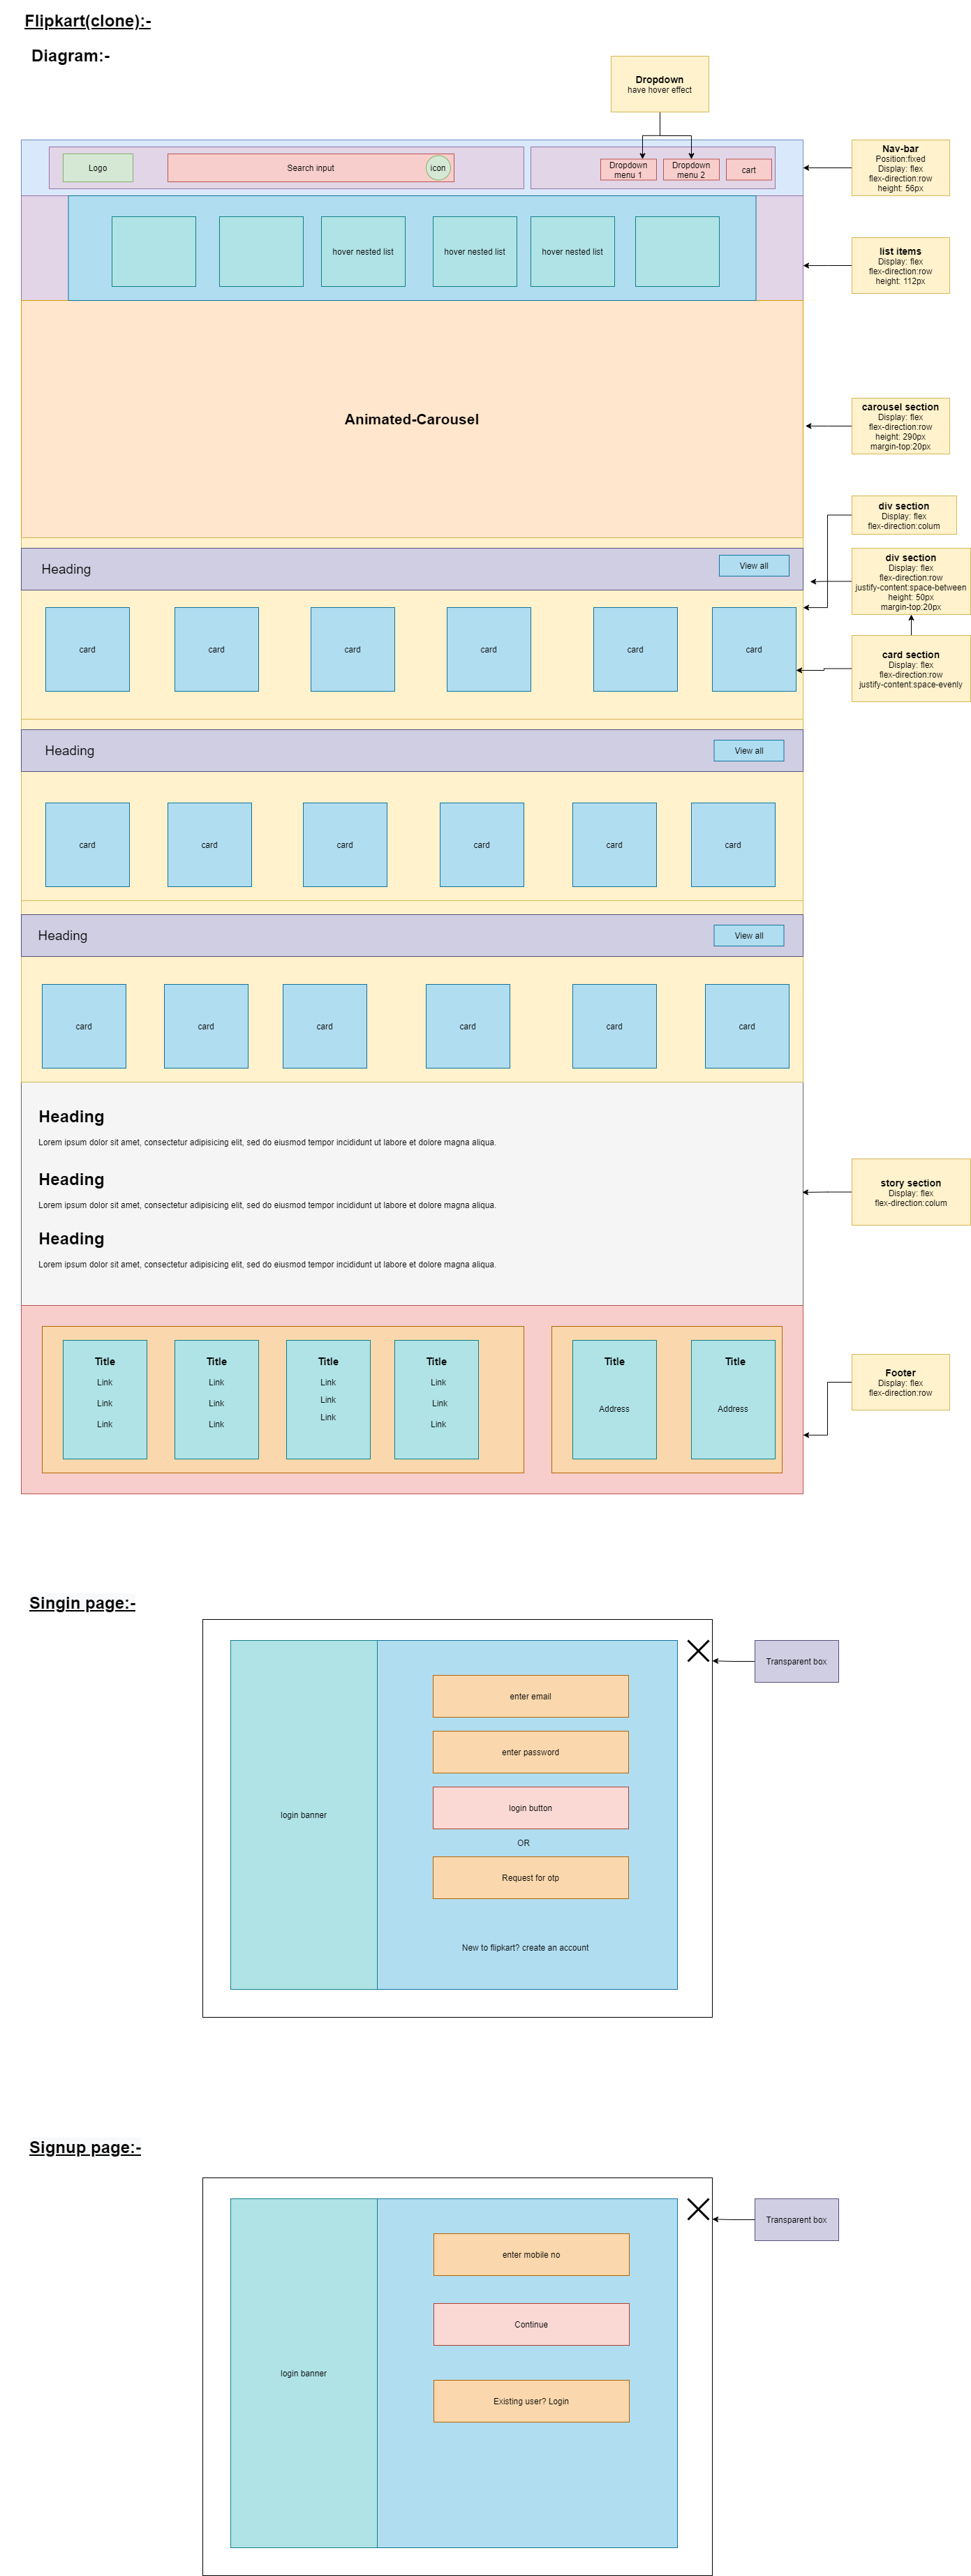 Flipkart(clone):-
Diagram:-
Dropdown
have hover effect
Logo
Search input
icon
Dropdown
menu 1
Dropdown
menu 2
cart
Nav-bar
Position:fixed
Display: flex
flex-direction:row
height: 56px
hover nested list
hover nested list
hover nested list
list items
Display: flex
flex-direction:row
height: 112px
Animated-Carousel
carousel section
Display: flex
flex-direction:row
height: 290px
margin-top:20px
div section
Display: flex
flex-direction:colum
Heading
View all
div section
Display: flex
flex-direction:row
justify-content:space-between
height: 50px
margin-top:20px
card
card
card
card
card
card
card section
Display: flex
flex-direction:row
justify-content:space-evenly
Heading
View all
card
card
card
card
card
card
Heading
View all
card
card
card
card
card
card
Heading
Lorem ipsum dolor sit amet, consectetur adipisicing elit, sed do eiusmod tempor incididunt ut labore et dolore magna aliqua.
Heading
Lorem ipsum dolor sit amet, consectetur adipisicing elit, sed do eiusmod tempor incididunt ut labore et dolore magna aliqua.
Heading
Lorem ipsum dolor sit amet, consectetur adipisicing elit, sed do eiusmod tempor incididunt ut labore et dolore magna aliqua.
story section
Display: flex
flex-direction:colum
Title
Link
Link
Link
Title
Link
Link
Link
Title
Link
Link
Link
Title
Link
Link
Link
Title
Address
Title
Address
Footer
Display: flex
flex-direction:row
Singin page:-
Transparent box
login banner
enter email
enter password
login button
OR
Request for otp
New to flipkart? create an account
Signup page:-
Transparent box
login banner
enter mobile no
Continue
Existing user? Login